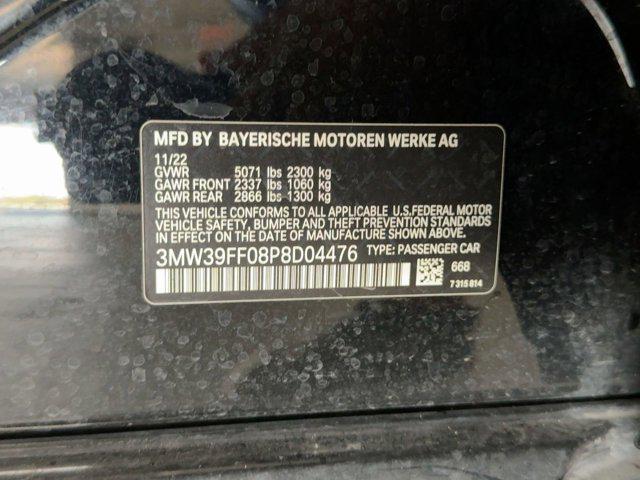 MFD BY BAYERISCHE MOTOREN WERKE AG
11/22
GVWR 5071 lbs 2300 kg
GAWR FRONT 2337 lbs 1060 kg
GAWR REAR 2866 lbs 1300 kg
THIS VEHICLE CONFORMS TO ALL APPLICABLE U.S.FEDERAL MOTOR
VEHICLE SAFETY, BUMPER AND THEFT PREVENTION STANDARDS
IN EFFECT ON THE DATE OF MANUFACTURE SHOWN ABOVE.
3MW39FF08P8D04476 TYPE: PASSENGER CAR
668
7315814